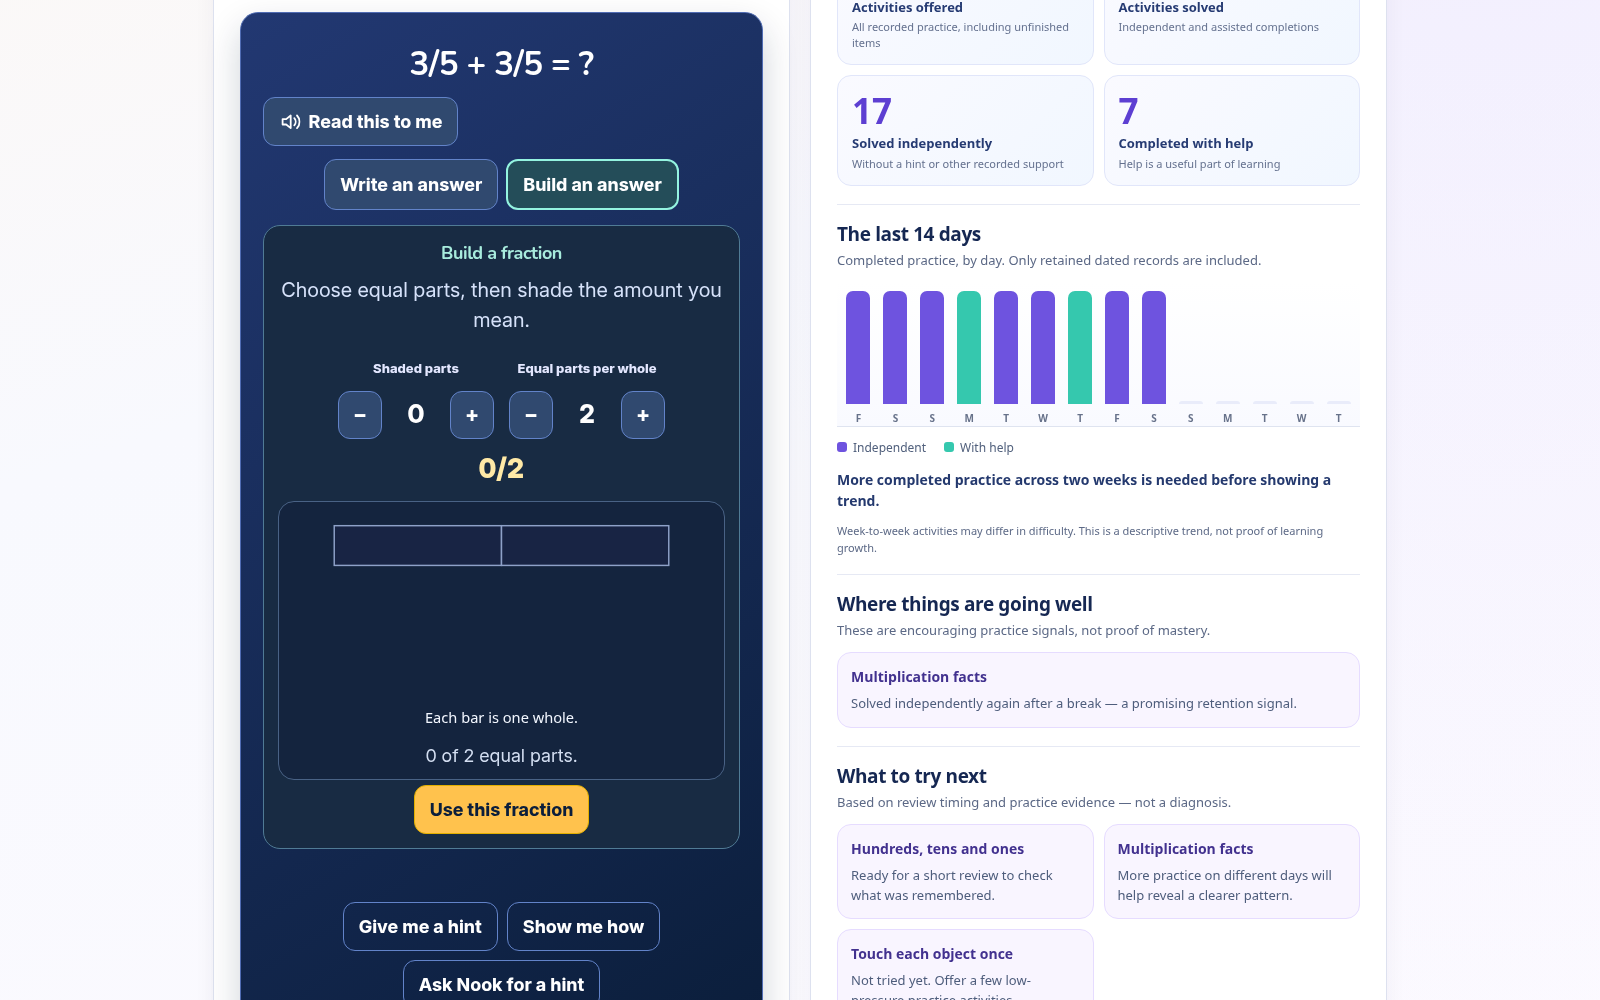 3/5 + 3/5 = ?
Read this to me
Write an answer
Build an answer
Build a fraction
Choose equal parts, then shade the amount you
mean.
Shaded parts
Equal parts per whole
− 0 +
− 2 +
0/2
Each bar is one whole.
0 of 2 equal parts.
Use this fraction
Give me a hint
Show me how
Ask Nook for a hint
Activities offered
All recorded practice, including unfinished
items
Activities solved
Independent and assisted completions
17
Solved independently
Without a hint or other recorded support
7
Completed with help
Help is a useful part of learning
The last 14 days
Completed practice, by day. Only retained dated records are included.
F S S M T W T F S S M T W T
Independent
With help
More completed practice across two weeks is needed before showing a
trend.
Week-to-week activities may differ in difficulty. This is a descriptive trend, not proof of learning
growth.
Where things are going well
These are encouraging practice signals, not proof of mastery.
Multiplication facts
Solved independently again after a break — a promising retention signal.
What to try next
Based on review timing and practice evidence — not a diagnosis.
Hundreds, tens and ones
Ready for a short review to check
what was remembered.
Multiplication facts
More practice on different days will
help reveal a clearer pattern.
Touch each object once
Not tried yet. Offer a few low-
pressure practice activities.